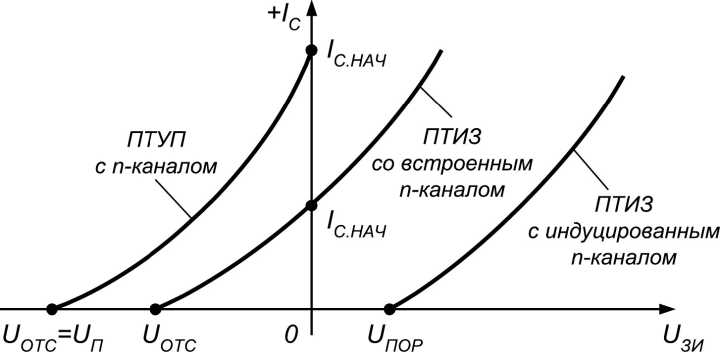 +I_С
I_С.НАЧ
ПТУП
с n-каналом
ПТИЗ
со встроенным
n-каналом
I_С.НАЧ
ПТИЗ
с индуцированным
n-каналом
U_ОТС=U_П
U_ОТС
0
U_ПОР
U_ЗИ